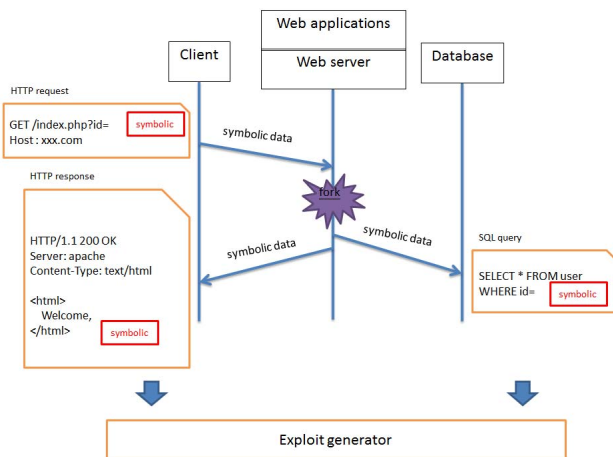 Web applications
Client
Web server
Database
HTTP request
GET /index.php?id= symbolic
Host : xxx.com
symbolic data
HTTP response
fork
symbolic data
symbolic data
HTTP/1.1 200 OK
Server: apache
Content-Type: text/html
<html>
Welcome,
</html>
symbolic
SQL query
SELECT * FROM user
WHERE id= symbolic
Exploit generator